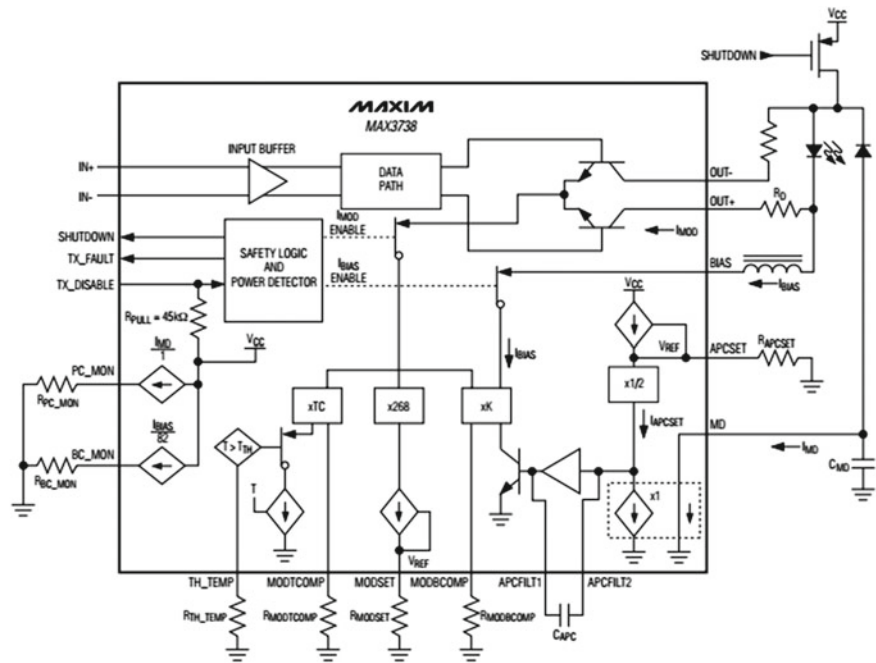 VCC
SHUTDOWN
MAXIM
MAX3738
INPUT BUFFER
IN+
IN-
DATA
PATH
OUT-
OUT+
RD
IMOD
IMOD
ENABLE
SHUTDOWN
TX_FAULT
TX_DISABLE
SAFETY LOGIC
AND
POWER DETECTOR
IBIAS
ENABLE
BIAS
IBIAS
RPULL = 45kΩ
VCC
VCC
IBIAS
VREF
APCSET
RAPCSET
IMD
1
PC_MON
RPC_MON
xTC
x268
xK
x1/2
IAPCSET
MD
IMD
IBIAS
82
BC_MON
RBC_MON
T > TTH
CMD
T
x1
VREF
TH_TEMP
MODTCOMP
MODSET
MODBCOMP
APCFILT1
APCFILT2
RTH_TEMP
RMODTCOMP
RMODSET
RMODBCOMP
CAPC